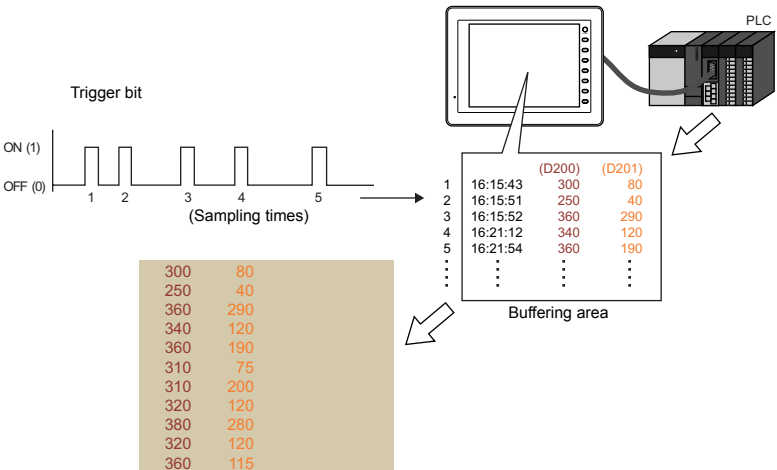 PLC
Trigger bit
ON (1)
OFF (0)
1 2 3 4 5
(Sampling times)
(D200) (D201)
1 16:15:43 300 80
2 16:15:51 250 40
3 16:15:52 360 290
4 16:21:12 340 120
5 16:21:54 360 190
Buffering area
300 80
250 40
360 290
340 120
360 190
310 75
310 200
320 120
380 280
320 120
360 115